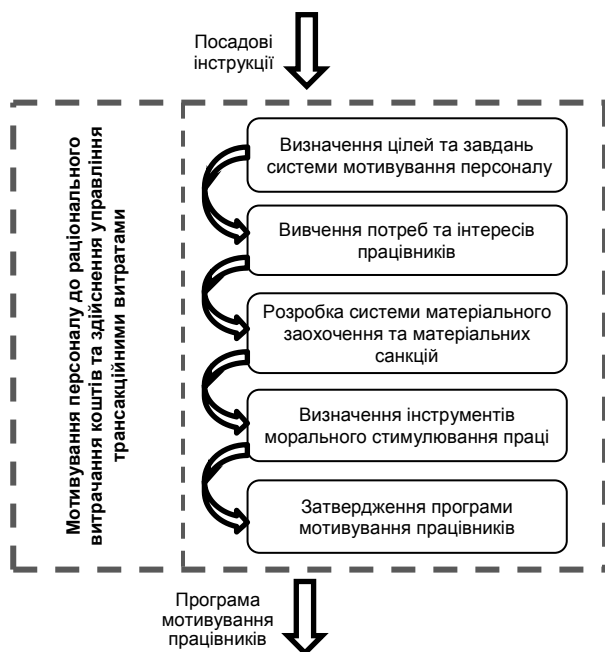 Посадові
інструкції
Мотивування персоналу до раціонального
витрачання коштів та здійснення управління
трансакційними витратами
Визначення цілей та завдань
системи мотивування персоналу
Вивчення потреб та інтересів
працівників
Розробка системи матеріального
заохочення та матеріальних
санкцій
Визначення інструментів
морального стимулювання праці
Затвердження програми
мотивування працівників
Програма
мотивування
працівників